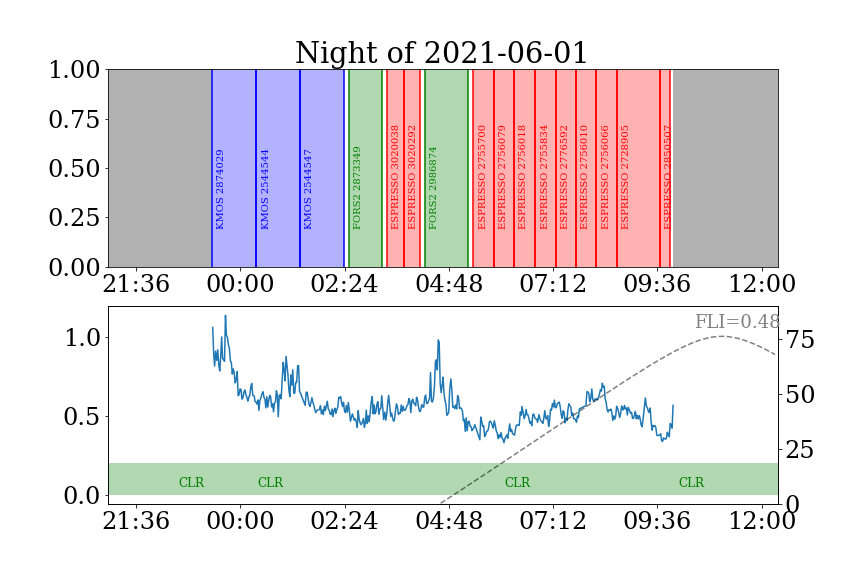 Night of 2021-06-01
1.00
0.75
0.50
0.25
0.00
KMOS 2874029
KMOS 2544544
KMOS 2544547
FORS2 2873349
ESPRESSO 3020038
ESPRESSO 3020292
FORS2 2986874
ESPRESSO 2755700
ESPRESSO 2756079
ESPRESSO 2756018
ESPRESSO 2755834
ESPRESSO 2776592
ESPRESSO 2756010
ESPRESSO 2756066
ESPRESSO 2728905
ESPRESSO 2850507
21:36 00:00 02:24 04:48 07:12 09:36 12:00
FLI=0.48
1.0
0.5
0.0
75
50
25
0
CLR CLR CLR CLR
21:36 00:00 02:24 04:48 07:12 09:36 12:00